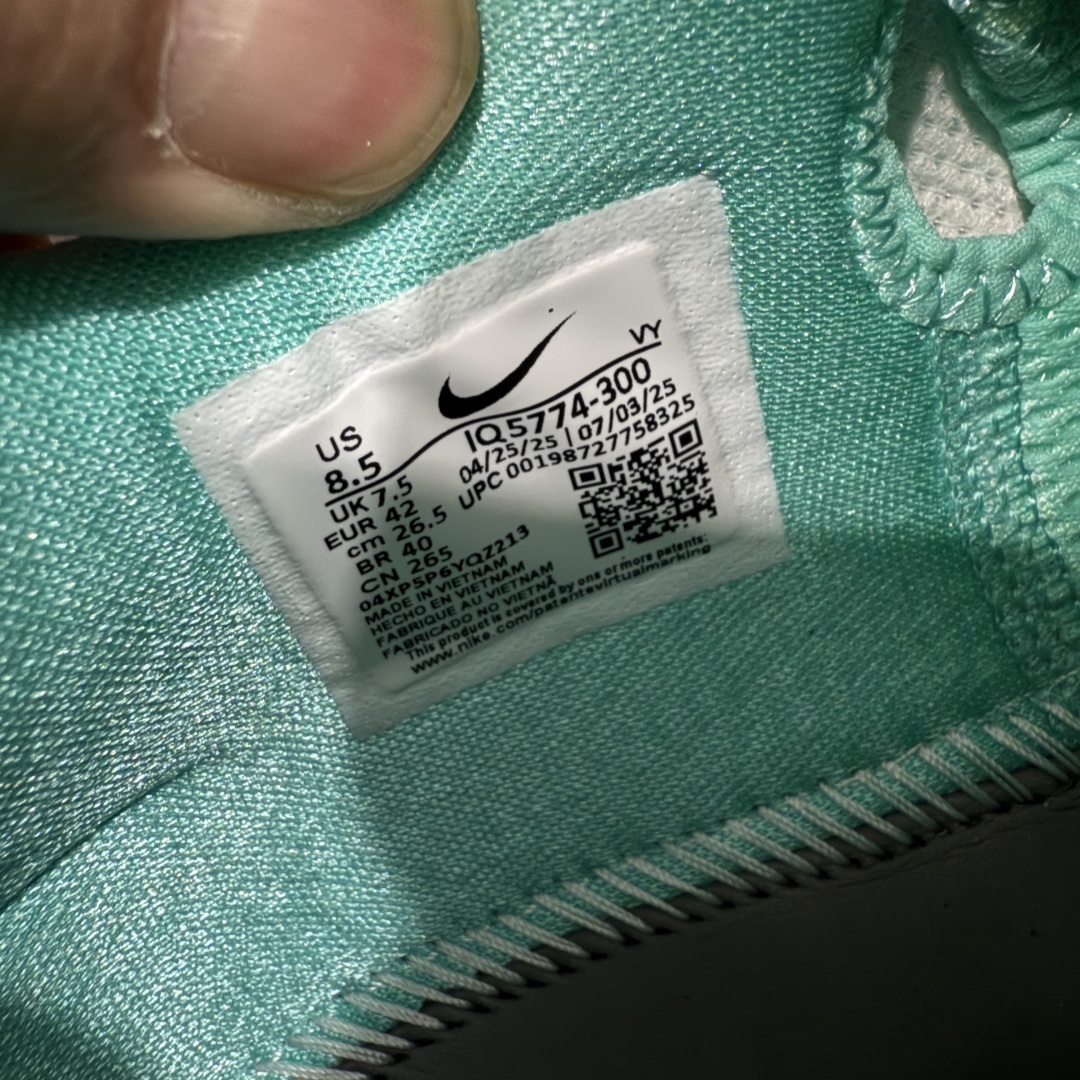 VY
US
8.5
IQ5774-300
04/25/25 | 07/03/25
UPC 00198727758325
UK 7.5
EUR 42
cm 26.5
BR 40
CN 265
04XP5P6YQZ213
MADE IN VIETNAM
HECHO EN VIETNAM
FABRIQUE AU VIETNAM
FABRICADO NO VIETNÃ
This product is covered by one or more patents:
www.nike.com/patentsvirtualmarking